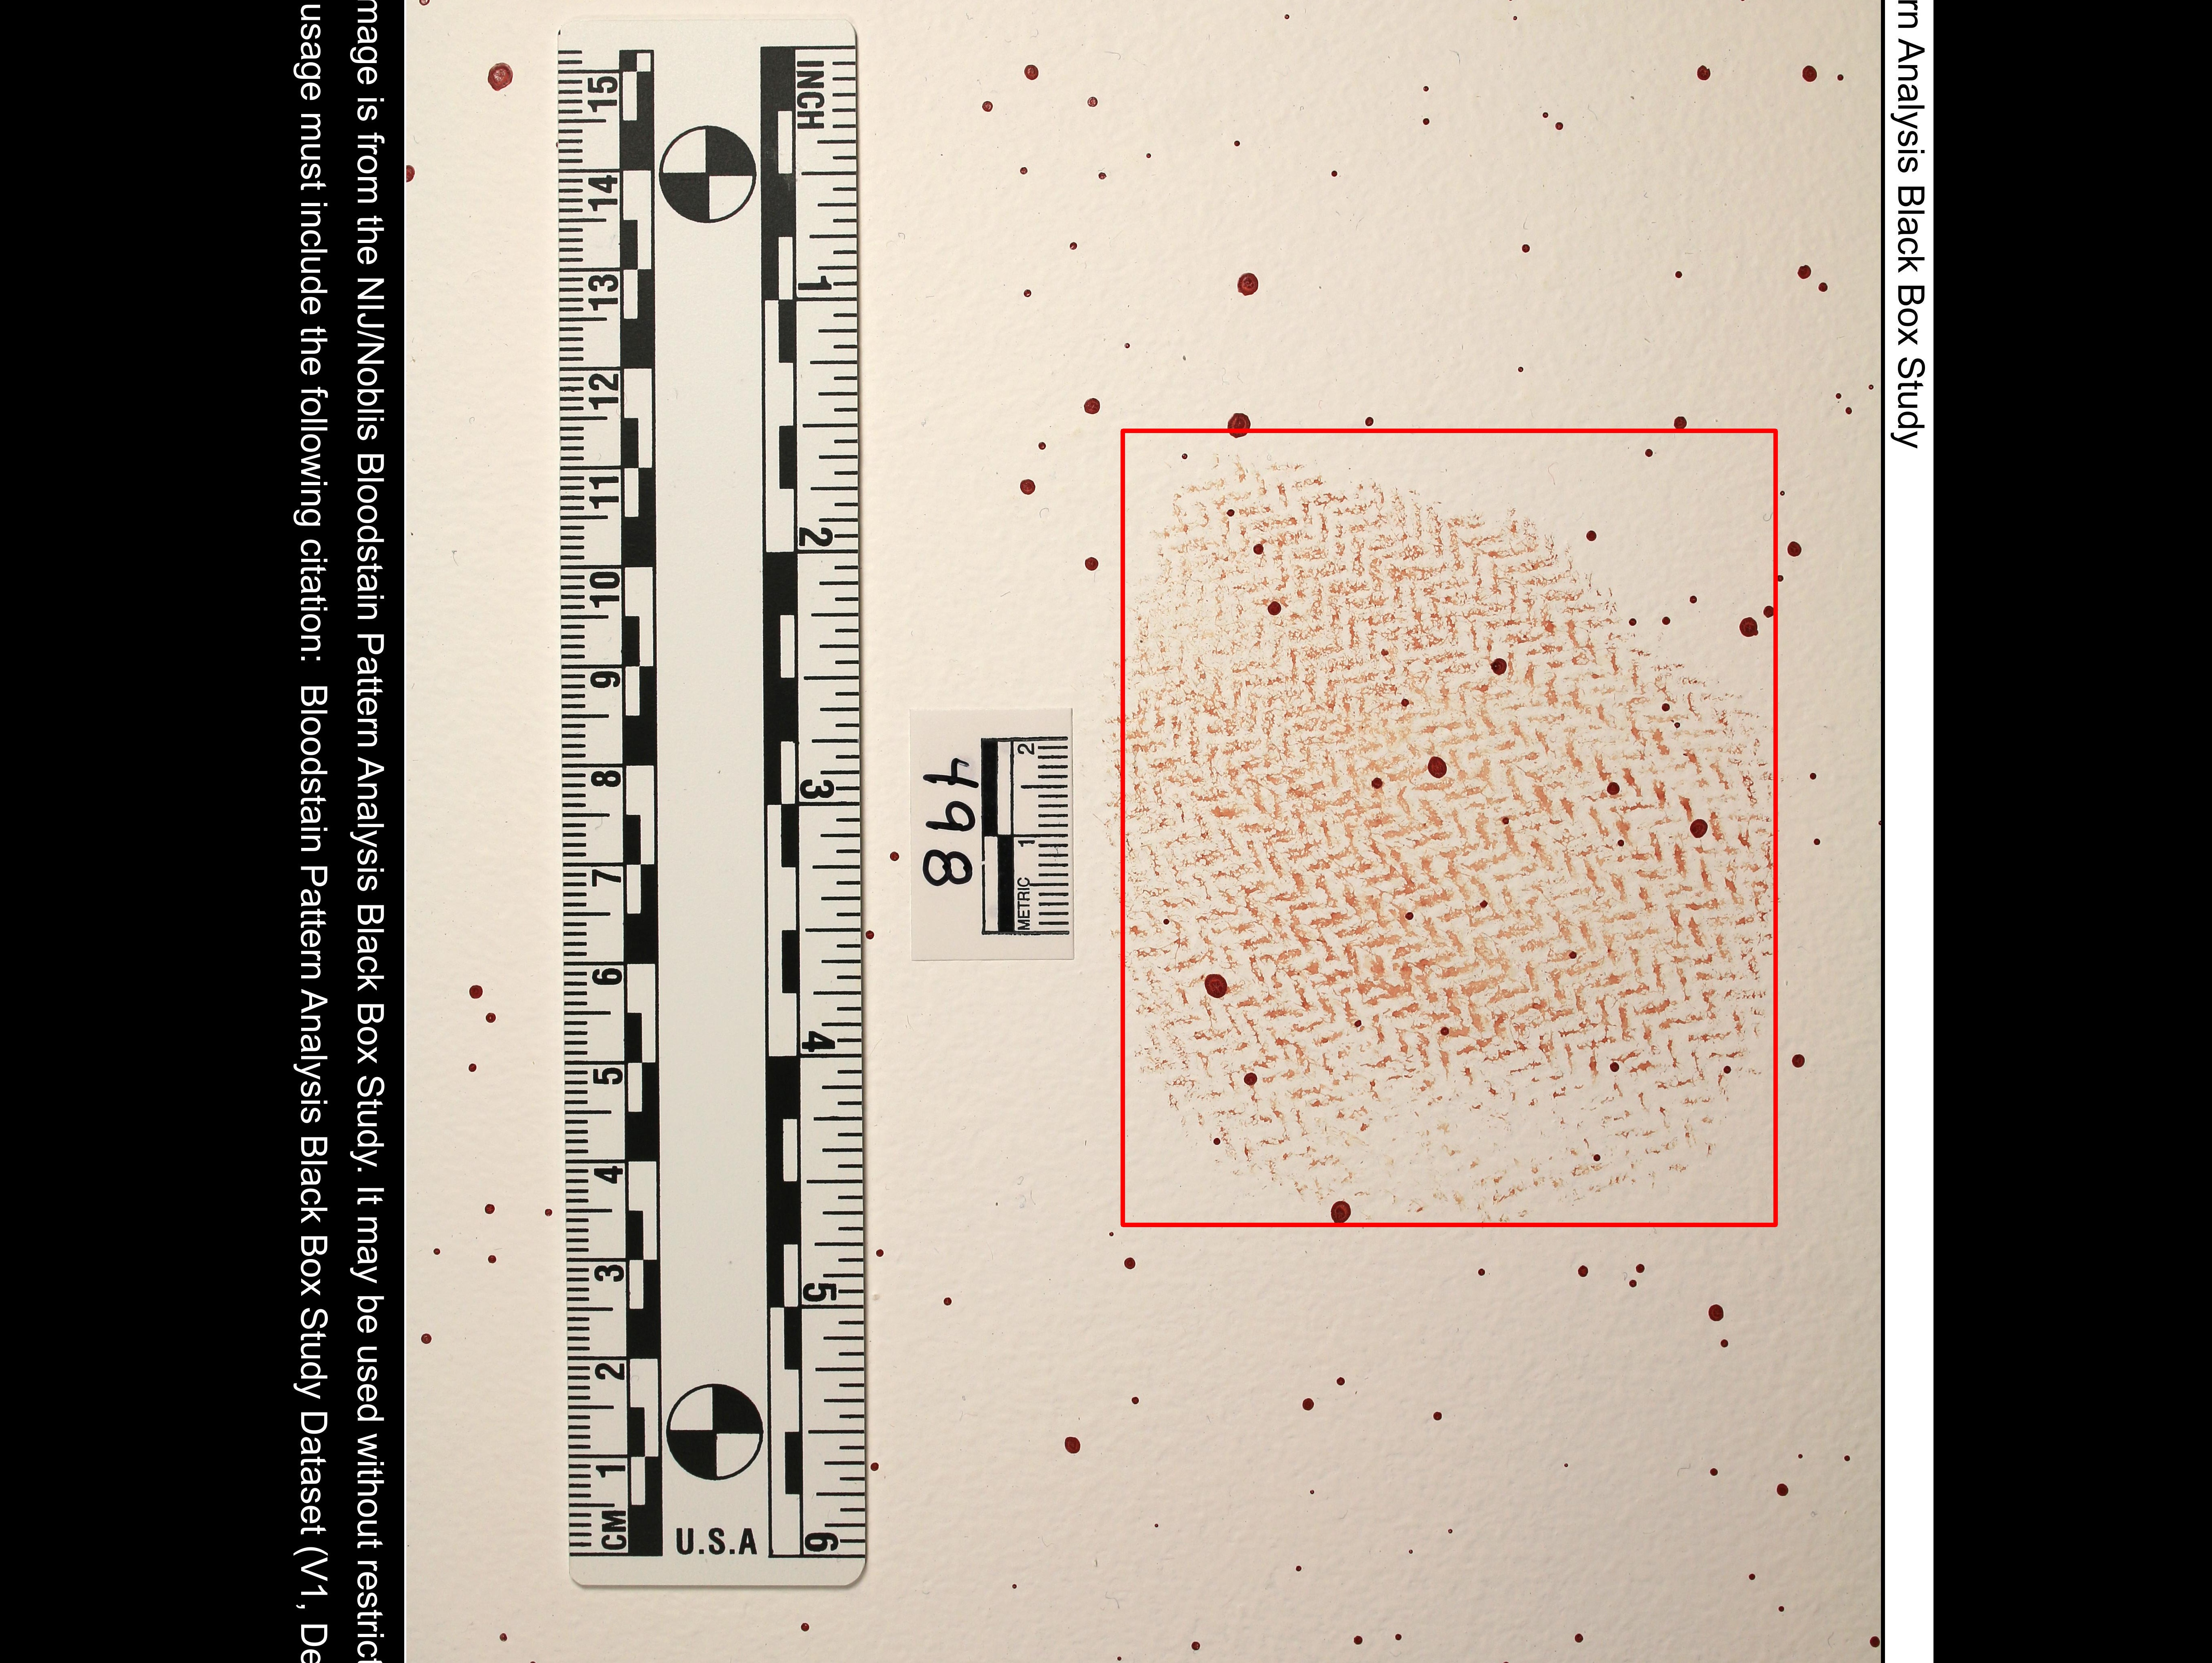 rn Analysis Black Box Study
INCH 1 2 3 4 5 6
15 14 13 12 11 10 9 8 7 6 5 4 3 2 1 CM
U.S.A
2 1 METRIC
498
mage is from the NIJ/Noblis Bloodstain Pattern Analysis Black Box Study. It may be used without restrict
usage must include the following citation: Bloodstain Pattern Analysis Black Box Study Dataset (V1, De